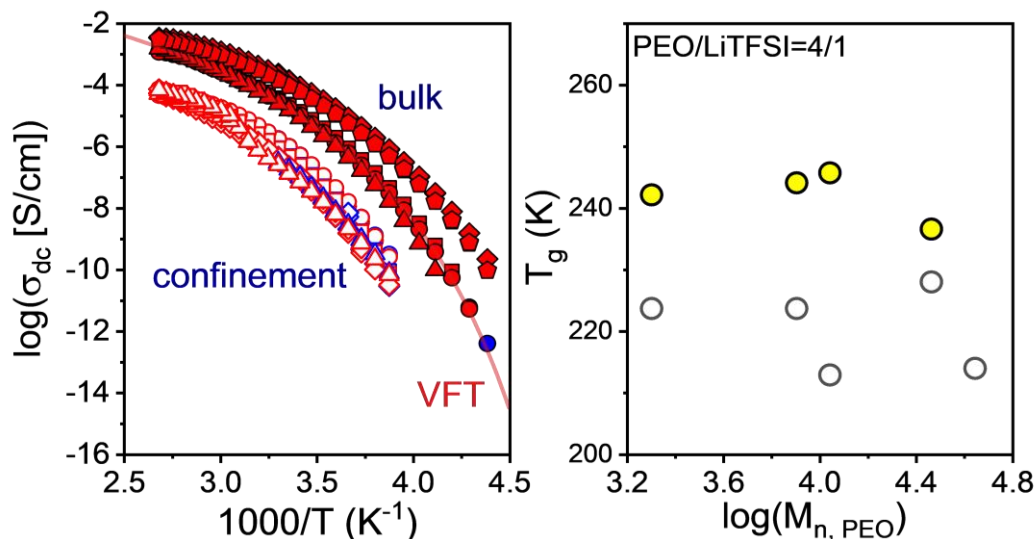 -2
-4
-6
-8
-10
-12
-14
-16
log(σdc [S/cm])
bulk
confinement
VFT
2.5 3.0 3.5 4.0 4.5
1000/T (K-1)
PEO/LiTFSI=4/1
260
240
220
200
Tg (K)
3.2 3.6 4.0 4.4 4.8
log(Mn, PEO)